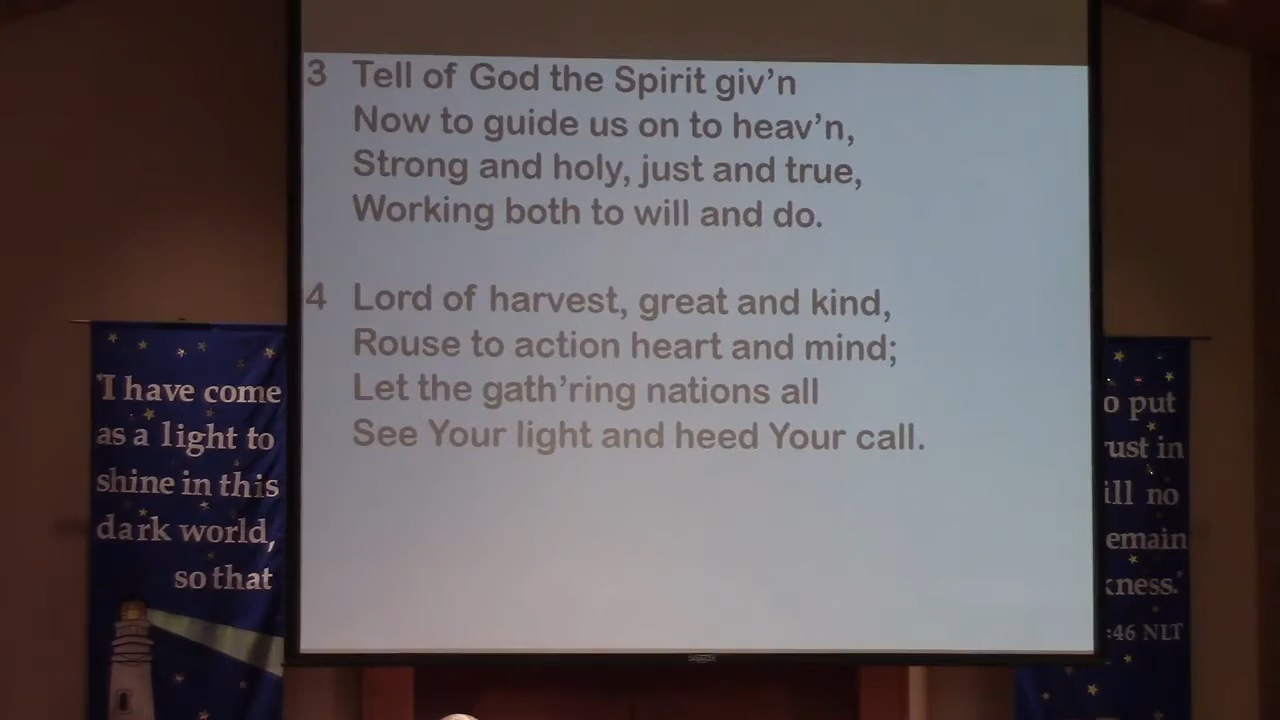 3 Tell of God the Spirit giv’n
Now to guide us on to heav’n,
Strong and holy, just and true,
Working both to will and do.
4 Lord of harvest, great and kind,
Rouse to action heart and mind;
Let the gath’ring nations all
See Your light and heed Your call.
"I have come
as a light to
shine in this
dark world,
so that
o put
rust in
ill no
emain
kness."
:46 NLT